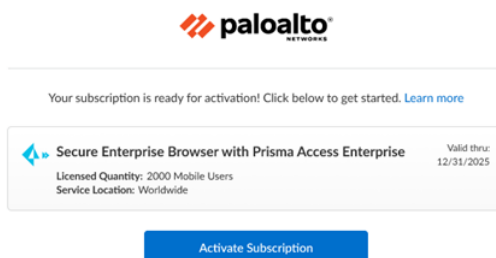 paloalto
NETWORKS
Your subscription is ready for activation! Click below to get started. Learn more
Secure Enterprise Browser with Prisma Access Enterprise
Valid thru:
12/31/2025
Licensed Quantity: 2000 Mobile Users
Service Location: Worldwide
Activate Subscription